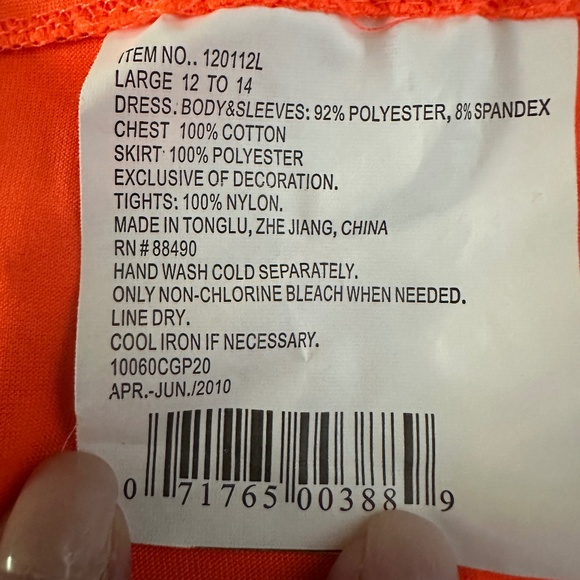 ITEM NO.. 120112L
LARGE 12 TO 14
DRESS. BODY&SLEEVES: 92% POLYESTER, 8% SPANDEX
CHEST 100% COTTON
SKIRT: 100% POLYESTER
EXCLUSIVE OF DECORATION.
TIGHTS: 100% NYLON.
MADE IN TONGLU, ZHE JIANG, CHINA
RN # 88490
HAND WASH COLD SEPARATELY.
ONLY NON-CHLORINE BLEACH WHEN NEEDED.
LINE DRY.
COOL IRON IF NECESSARY.
10060CGP20
APR.-JUN./2010
0 71765 00388 9